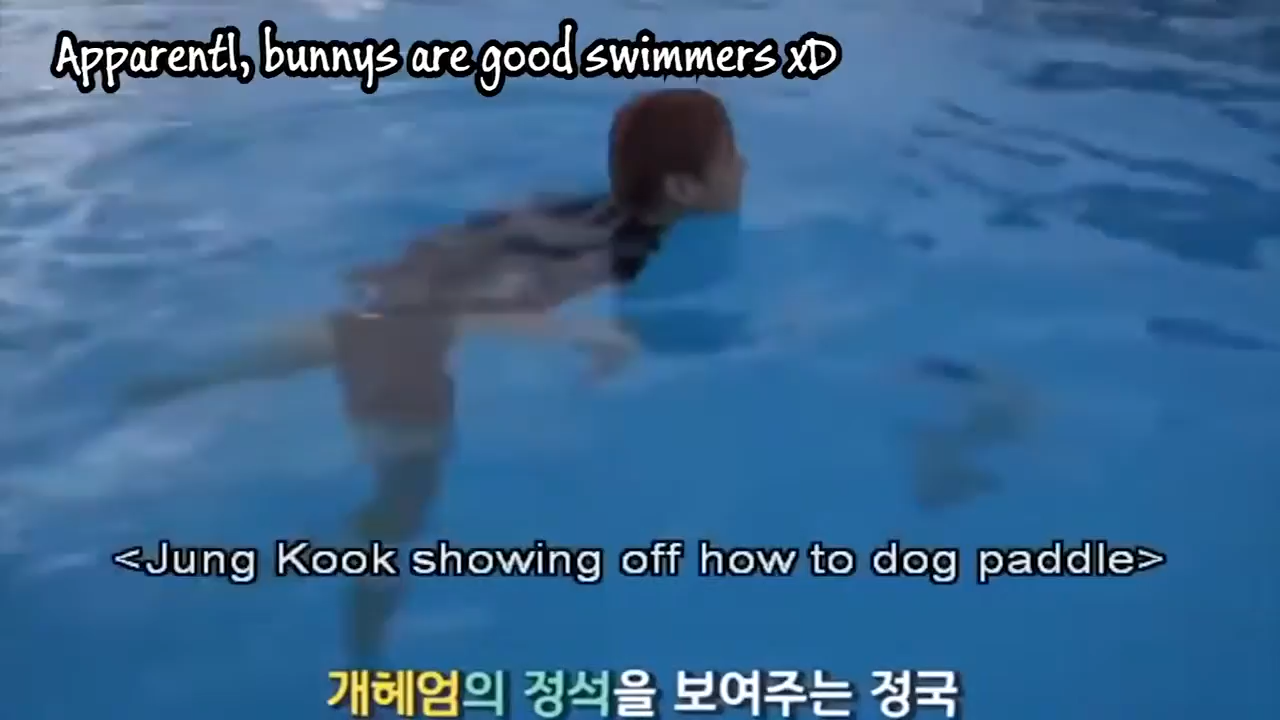 Apparentl, bunnys are good swimmers xD
<Jung Kook showing off how to dog paddle>
개헤엄의 정석을 보여주는 정국